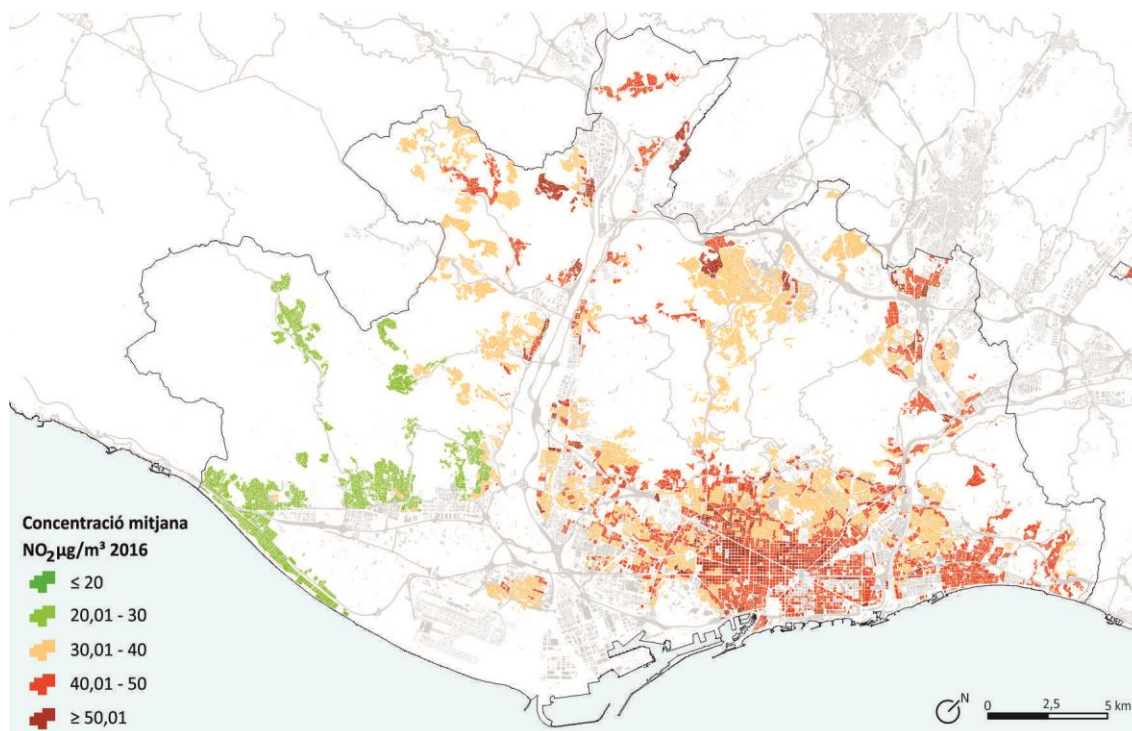 Concentració mitjana
NO₂µg/m³ 2016
≤ 20
20,01 - 30
30,01 - 40
40,01 - 50
≥ 50,01
N
0 2,5 5 km